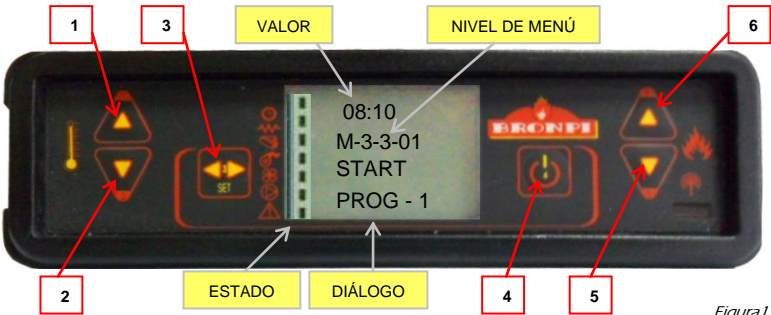 1
3
VALOR
NIVEL DE MENÚ
6
08:10
M-3-3-01
START
PROG - 1
BRONPI
SET
2
ESTADO
DIÁLOGO
4
5
Figura1